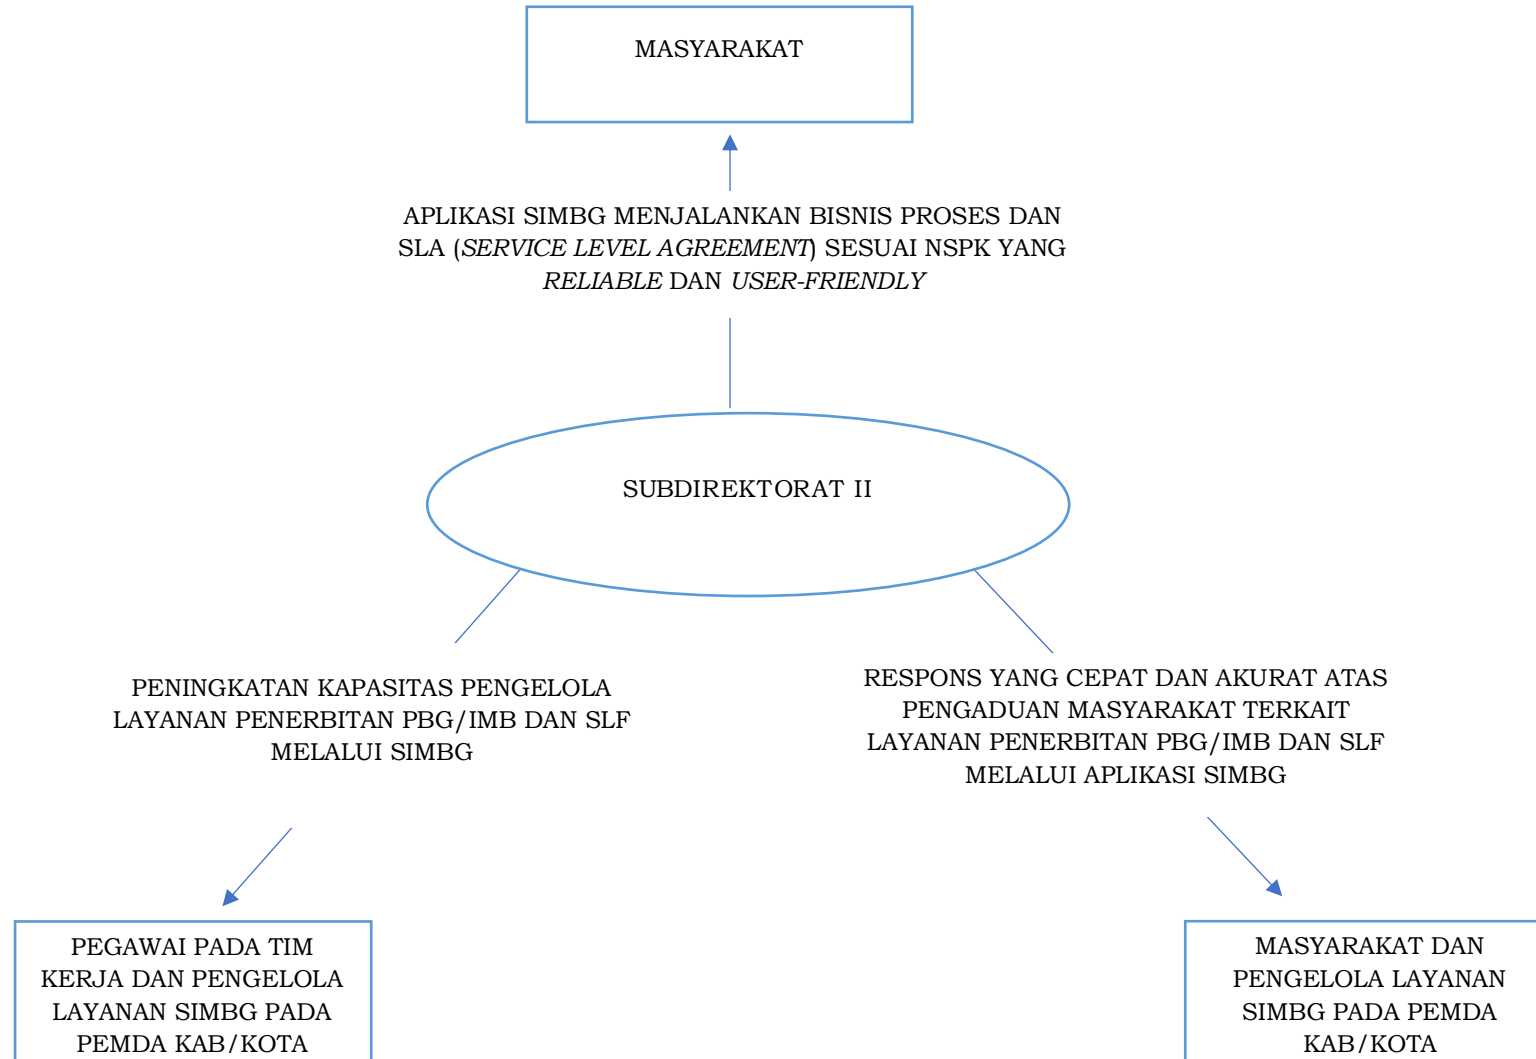 MASYARAKAT
APLIKASI SIMBG MENJALANKAN BISNIS PROSES DAN
SLA (SERVICE LEVEL AGREEMENT) SESUAI NSPK YANG
RELIABLE DAN USER-FRIENDLY
SUBDIREKTORAT II
PENINGKATAN KAPASITAS PENGELOLA
LAYANAN PENERBITAN PBG/IMB DAN SLF
MELALUI SIMBG
RESPONS YANG CEPAT DAN AKURAT ATAS
PENGADUAN MASYARAKAT TERKAIT
LAYANAN PENERBITAN PBG/IMB DAN SLF
MELALUI APLIKASI SIMBG
PEGAWAI PADA TIM
KERJA DAN PENGELOLA
LAYANAN SIMBG PADA
PEMDA KAB/KOTA
MASYARAKAT DAN
PENGELOLA LAYANAN
SIMBG PADA PEMDA
KAB/KOTA